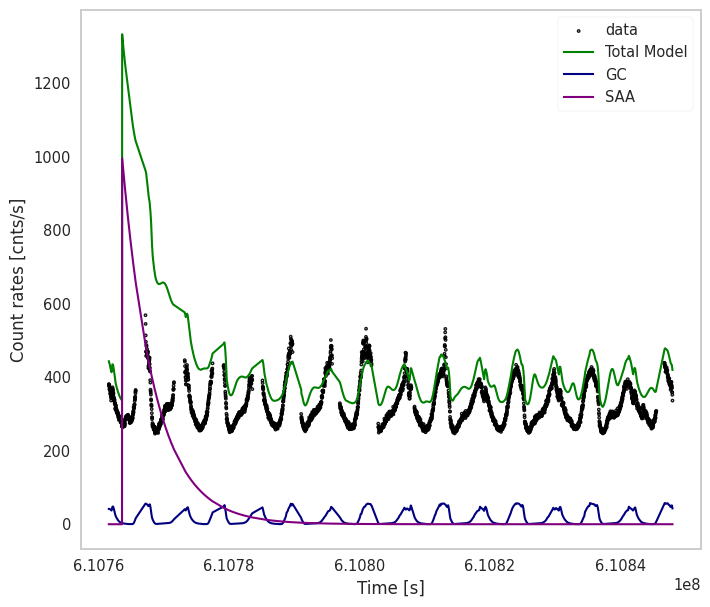 data
Total Model
GC
SAA
Count rates [cnts/s]
1200
1000
800
600
400
200
0
6.1076 6.1078 6.1080 6.1082 6.1084
1e8
Time [s]